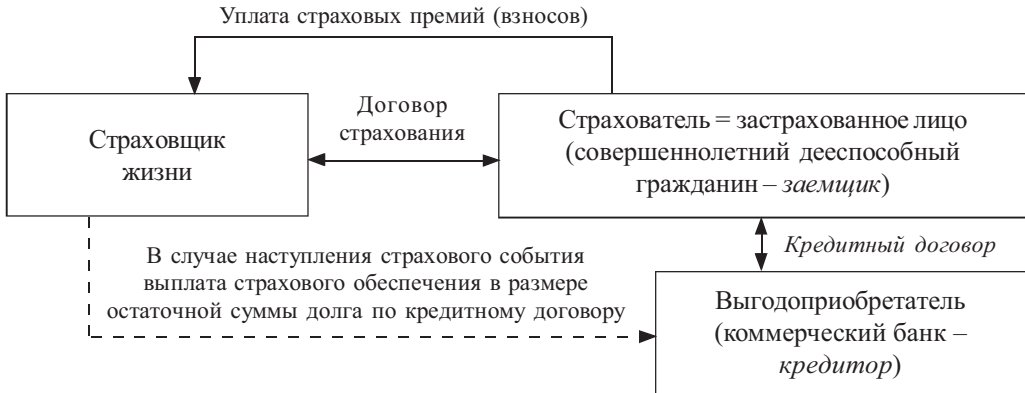 Уплата страховых премий (взносов)
Договор
страхования
Страховщик
жизни
Страхователь = застрахованное лицо
(совершеннолетний дееспособный
гражданин – заемщик)
В случае наступления страхового события
выплата страхового обеспечения в размере
остаточной суммы долга по кредитному договору
Кредитный договор
Выгодоприобретатель
(коммерческий банк –
кредитор)